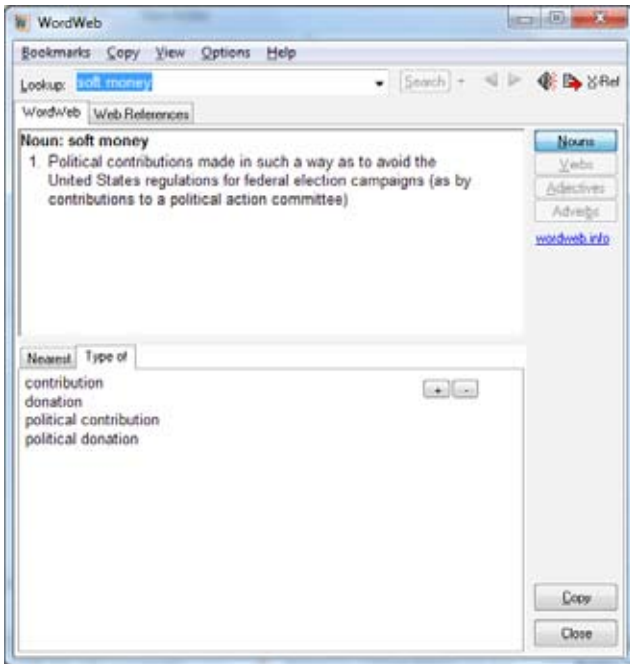 WordWeb
Bookmarks Copy View Options Help
Lookup: soft money Search X-Ref
WordWeb Web References
Noun: soft money
1. Political contributions made in such a way as to avoid the
United States regulations for federal election campaigns (as by
contributions to a political action committee)
Nouns
Verbs
Adjectives
Adverbs
wordweb.info
Nearest Type of
contribution
donation
political contribution
political donation
+ -
Copy
Close